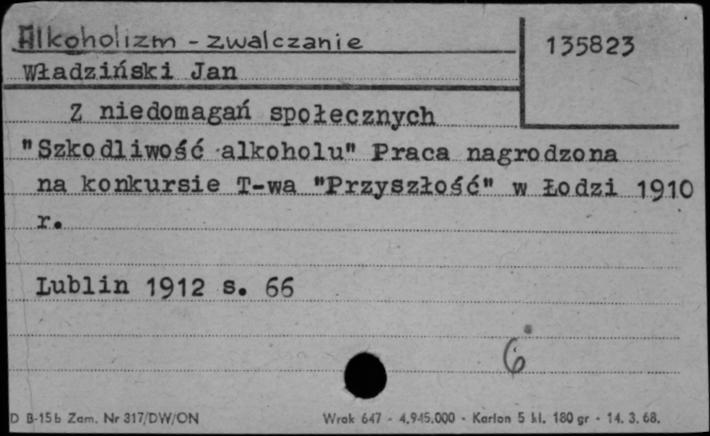 Alkoholizm - zwalczanie
135823
Władziński Jan
Z niedomagań społecznych
"Szkodliwość alkoholu" Praca nagrodzona
na konkursie T-wa "Przyszłość" w Łodzi 1910
r.
Lublin 1912 s. 66
6
D B-15b Zam. Nr 317/DW/ON
Wrak 647 - 4.945.000 - Karton 5 kl. 180 gr - 14. 3. 68.